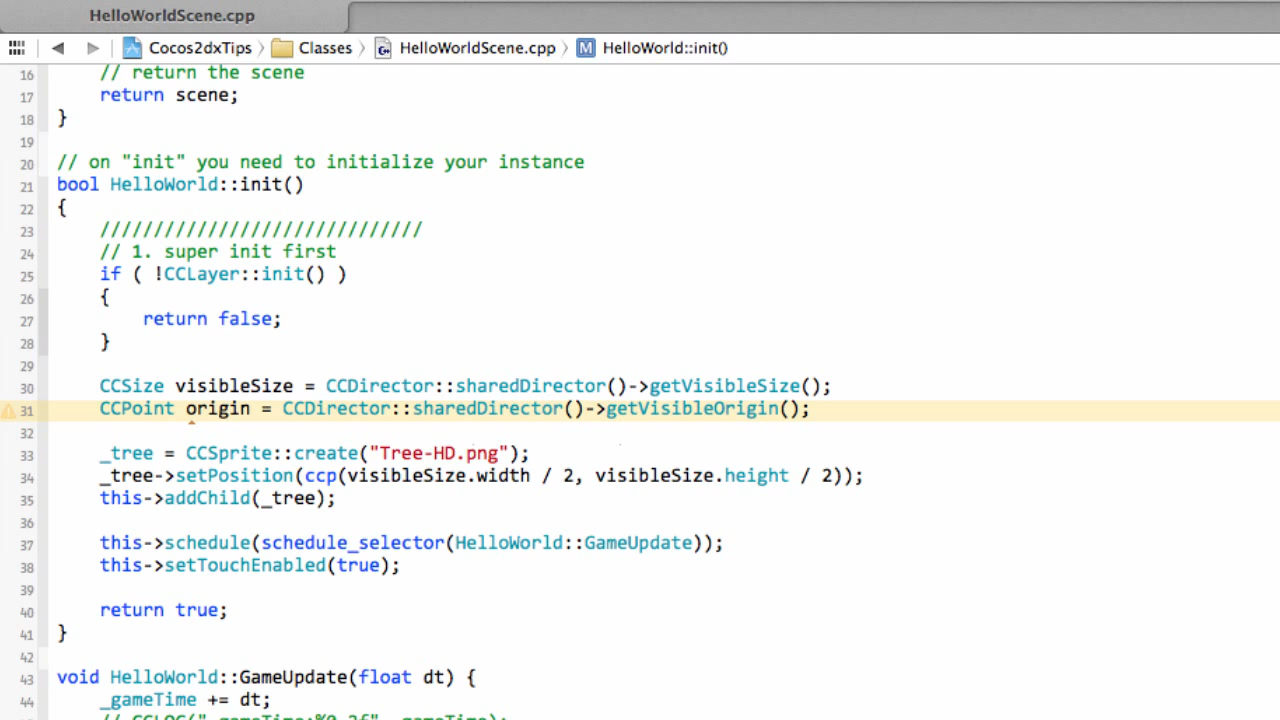 HelloWorldScene.cpp
Cocos2dxTips Classes HelloWorldScene.cpp M HelloWorld::init()
16 // return the scene
17 return scene;
18 }
19
20 // on "init" you need to initialize your instance
21 bool HelloWorld::init()
22 {
23 //////////////////////////////
24 // 1. super init first
25 if ( !CCLayer::init() )
26 {
27 return false;
28 }
29
30 CCSize visibleSize = CCDirector::sharedDirector()->getVisibleSize();
31 CCPoint origin = CCDirector::sharedDirector()->getVisibleOrigin();
32
33 _tree = CCSprite::create("Tree-HD.png");
34 _tree->setPosition(ccp(visibleSize.width / 2, visibleSize.height / 2));
35 this->addChild(_tree);
36
37 this->schedule(schedule_selector(HelloWorld::GameUpdate));
38 this->setTouchEnabled(true);
39
40 return true;
41 }
42
43 void HelloWorld::GameUpdate(float dt) {
44 _gameTime += dt;